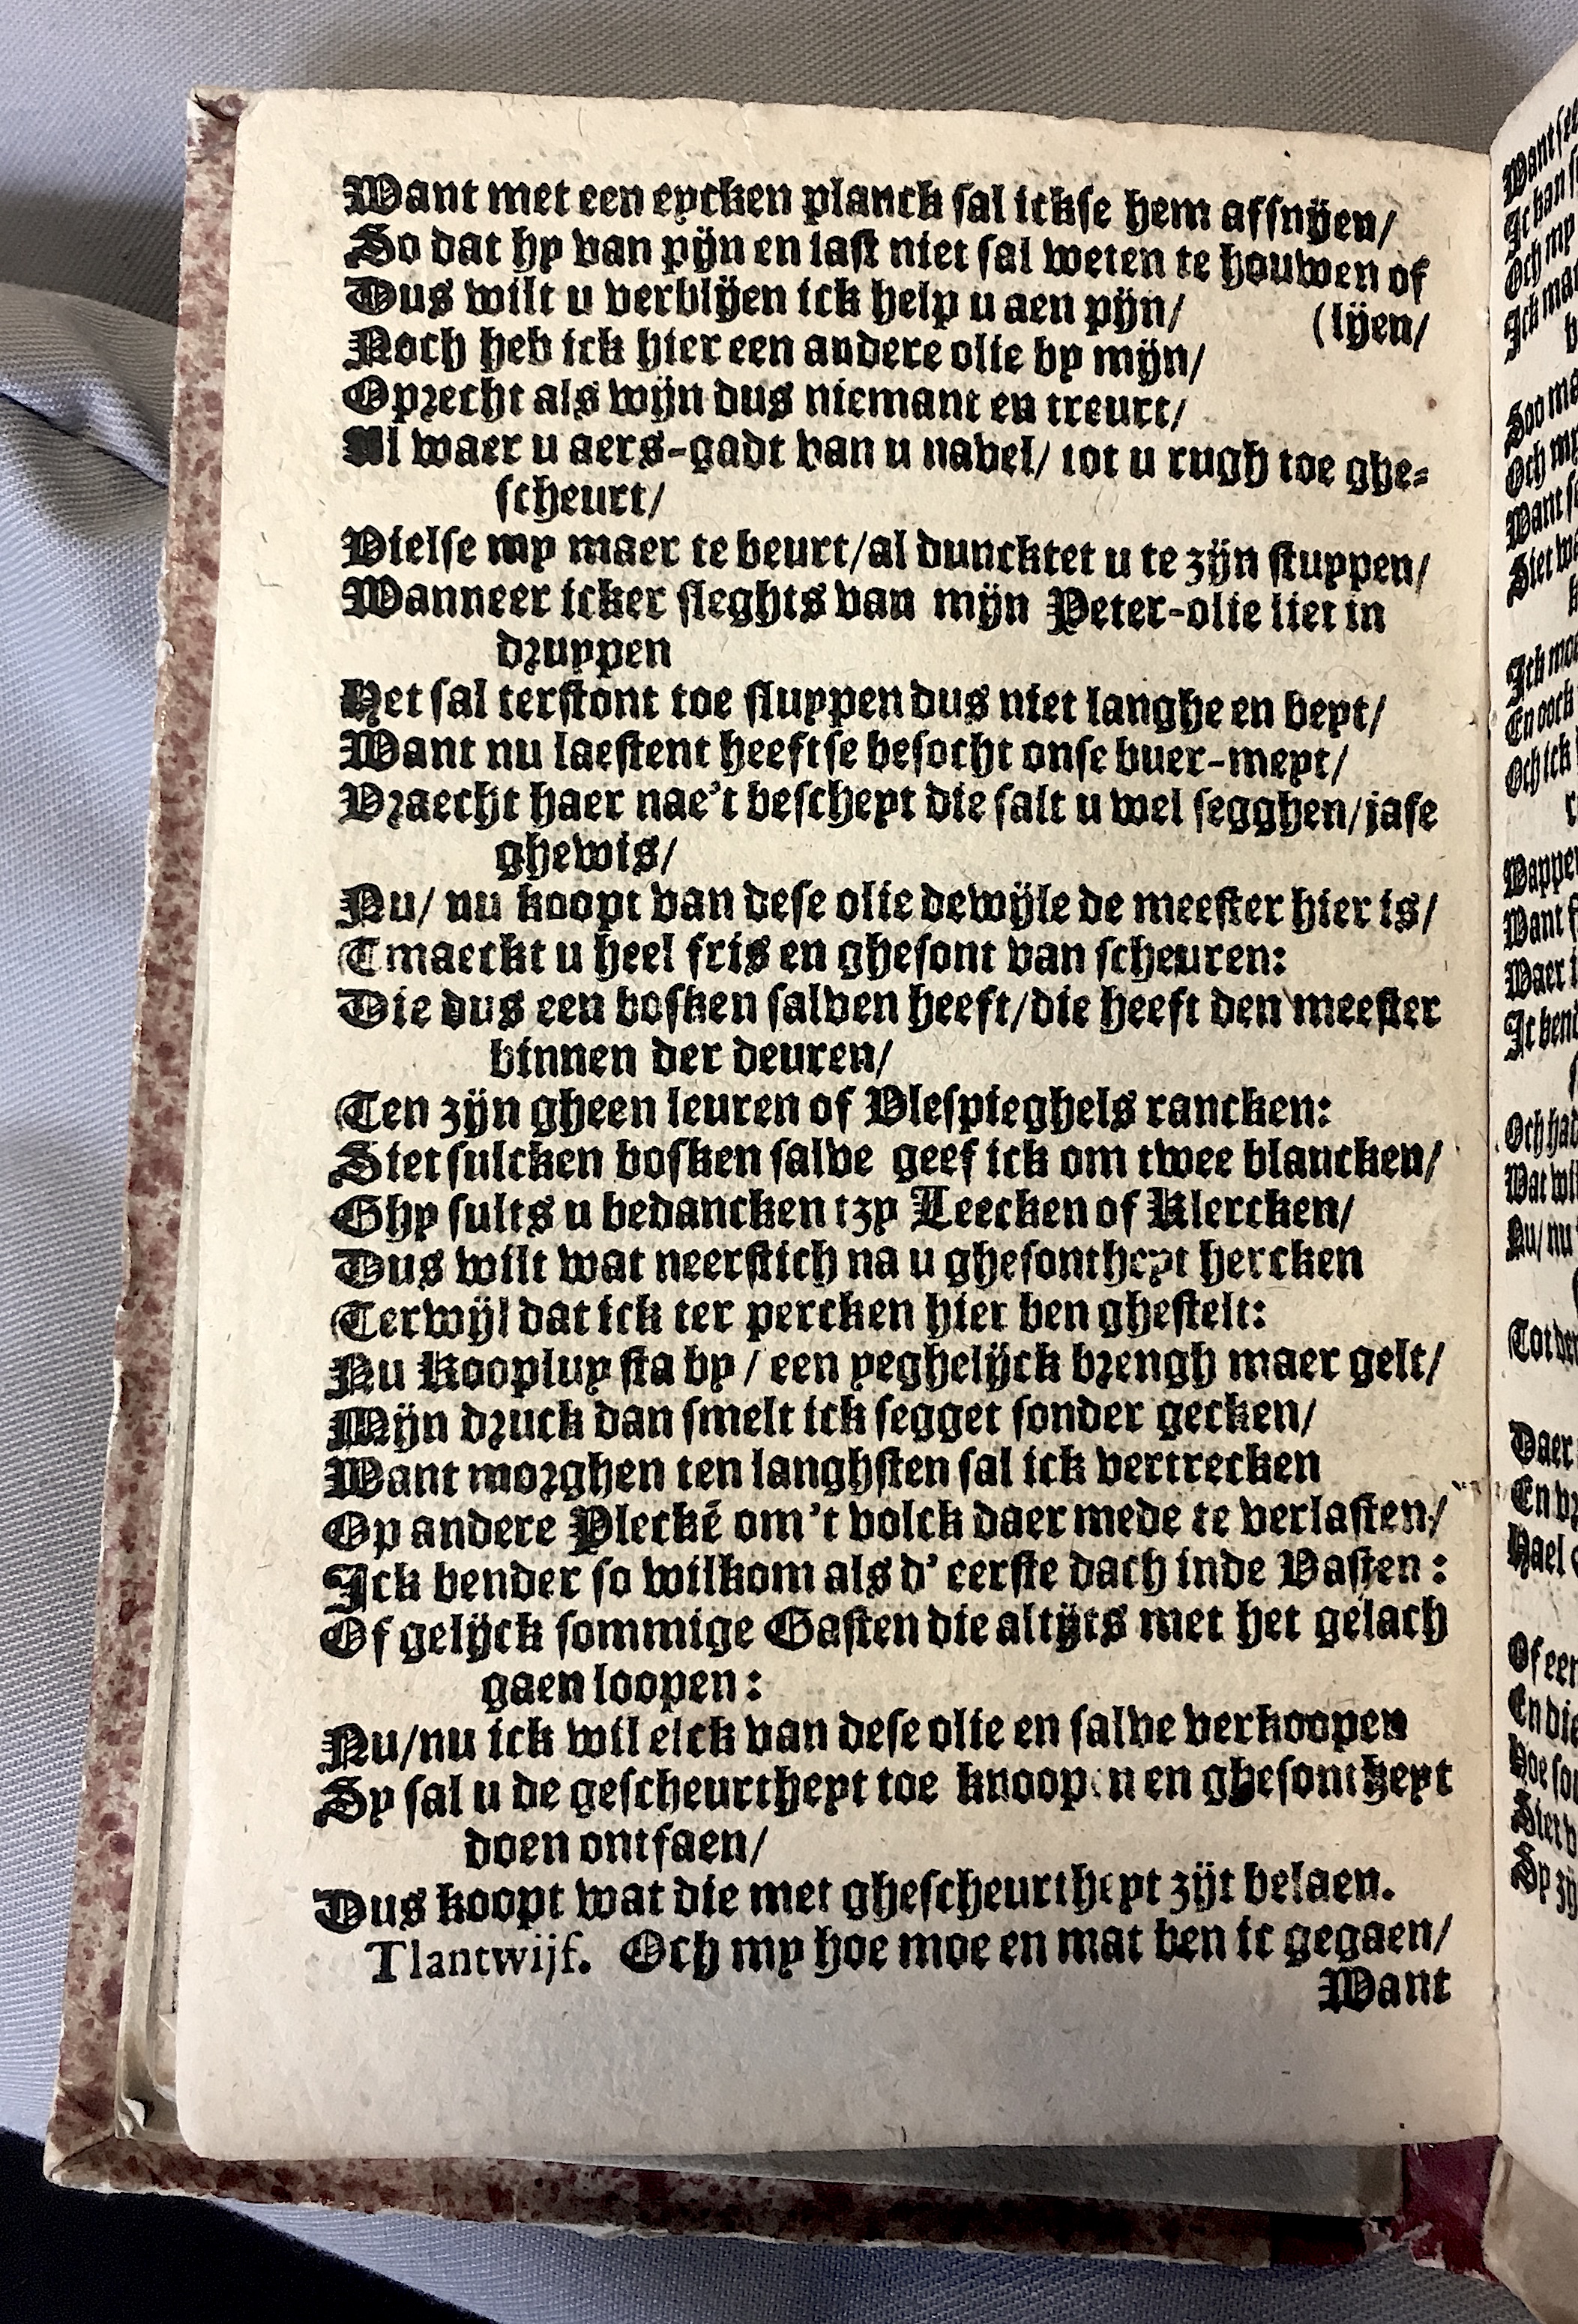 Want met een eycken planck sal ickse hem afsnijen/
So dat hy van pijn en last niet sal weten te houwen of
Dus wilt u verblijen ick help u aen pijn/ (lijen/
Noch heb ick hier een andere olie by mijn/
Oprecht als wijn dus niemant en treurt/
Al waer u aers-gadt van u navel/ tot u rugh toe ghe-
scheurt/
Vielse my maer te beurt/alduncktet u te zijn stuypen/
Wanneer icker sleghts van mijn Peter-olie liet in
druypen
Het sal terstont toe sluypen dus niet langhe en beyt/
Want nu laestent heeftse besocht onse buer-meyt/
Vraecht haer nae't bescheyt die salt u wel segghen/jase
ghewis/
Nu/ nu koopt van dese olie dewijle de meester hier is/
Tmaeckt u heel fris en ghesont van scheuren:
Die dus een bosken salven heeft/die heeft den meester
binnen der deuren/
Ten zijn gheen leuren of Vlespieghels rancken:
Siet sulcken bosken salve geef ick om twee blancken/
Ghy sults u bedancken tzy Leecken of Klercken/
Dus wilt wat neerstich na u ghesontheyt hercken
Terwijl dat ick ter percken hier ben ghestelt:
Nu Koopluy sta by / een yeghelijck brengh maer gelt/
Mijn druck dan smelt ick segget sonder gecken/
Want morghen ten langhsten sal ick vertrecken
Op andere Pleckē om't volck daer mede te verlasten/
Ick bender so wilkom als d' eerste dach inde Vasten:
Of gelijck sommige Gasten die altijts met het gelach
gaen loopen:
Nu/nu ick wil elck van dese olie en salve verkoopen
Sy sal u de gescheurtheyt toe knoopen en ghesontheyt
doen ontfaen/
Dus koopt wat die met ghescheurtheyt zijt belaen.
Tlantwijf. Och my hoe moe en mat ben ic gegaen/
Want